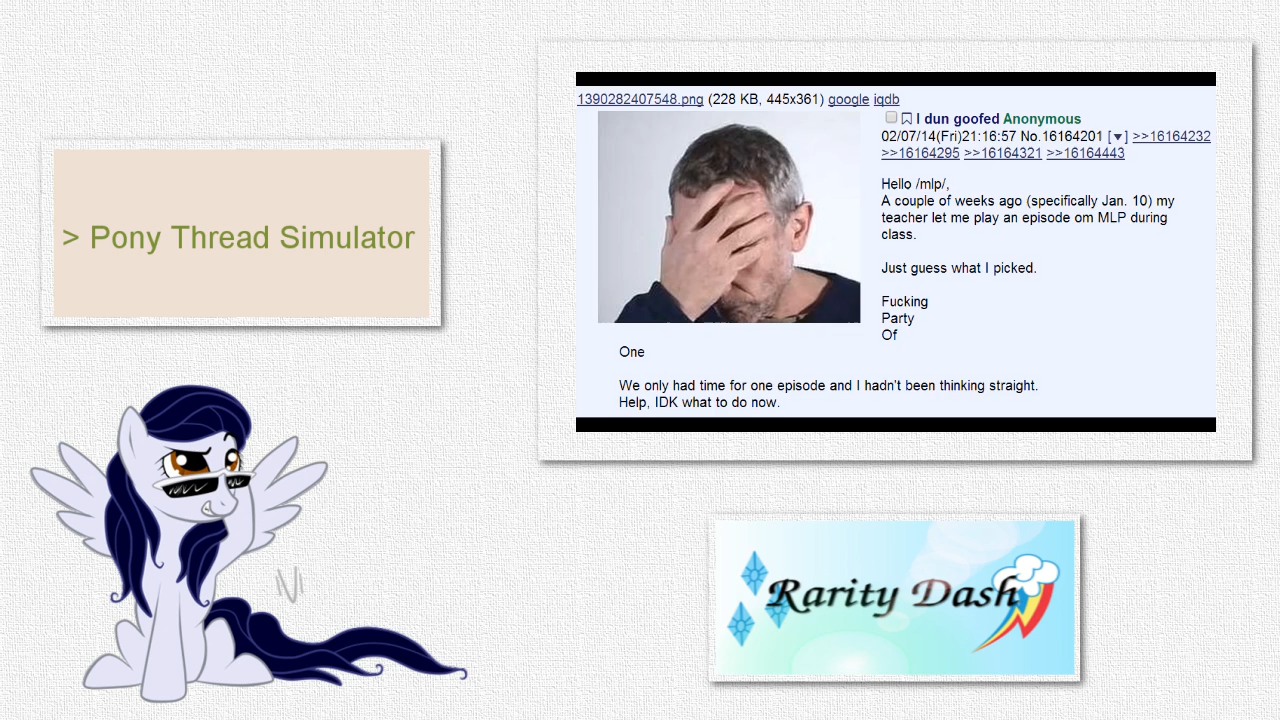 > Pony Thread Simulator
1390282407548.png (228 KB, 445x361) google iqdb
I dun goofed Anonymous
02/07/14(Fri)21:16:57 No.16164201 [▼] >>16164232
>>16164295 >>16164321 >>16164443
Hello /mlp/,
A couple of weeks ago (specifically Jan. 10) my
teacher let me play an episode om MLP during
class.
Just guess what I picked.
Fucking
Party
Of
One
We only had time for one episode and I hadn't been thinking straight.
Help, IDK what to do now.
Rarity Dash